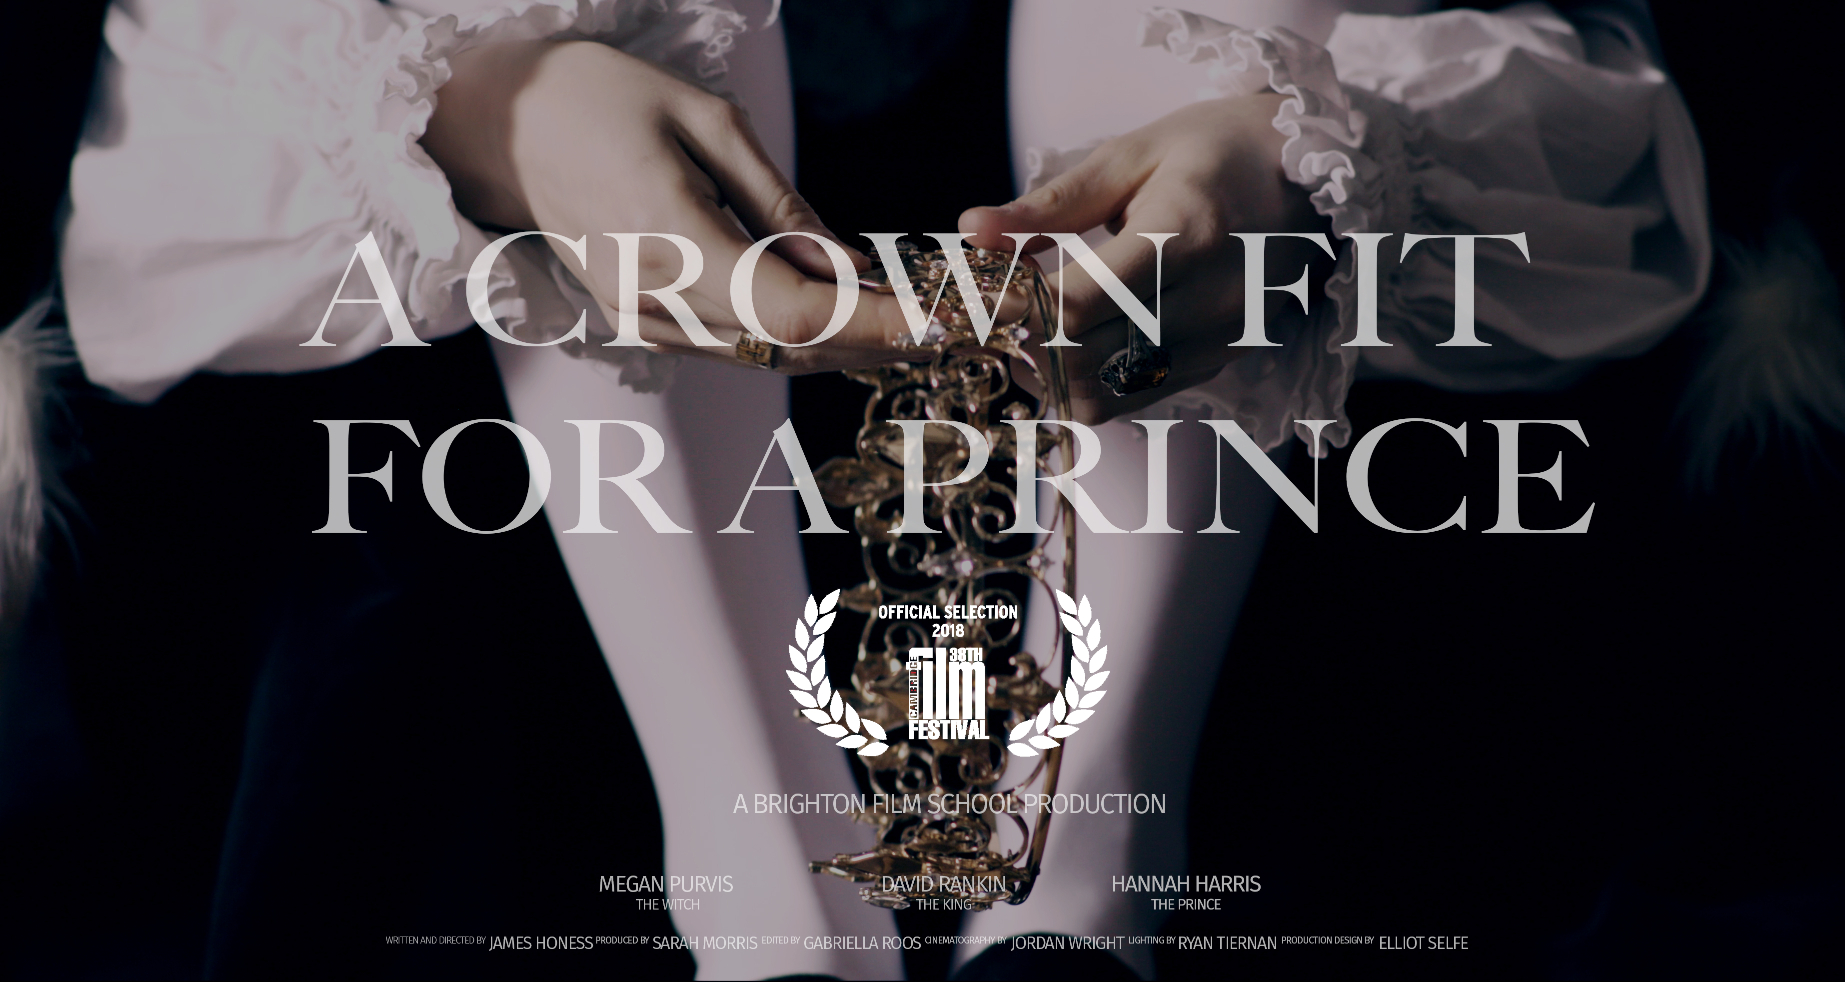 A CROWN FIT
FOR A PRINCE
OFFICIAL SELECTION
2018
38TH
CAMBRIDGE
film
FESTIVAL
A BRIGHTON FILM SCHOOL PRODUCTION
MEGAN PURVIS DAVID RANKIN HANNAH HARRIS
THE WITCH THE KING THE PRINCE
WRITTEN AND DIRECTED BY JAMES HONESS PRODUCED BY SARAH MORRIS EDITED BY GABRIELLA ROOS CINEMATOGRAPHY BY JORDAN WRIGHT LIGHTING BY RYAN TIERNAN PRODUCTION DESIGN BY ELLIOT SELFE